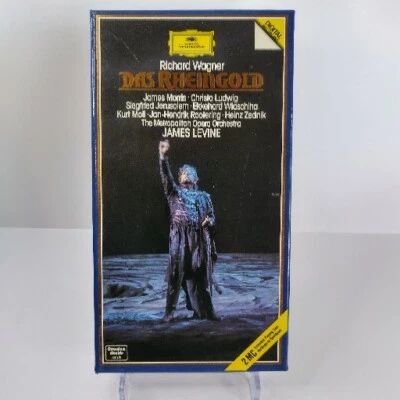 DIGITAL
Richard Wagner
DAS RHEINGOLD
James Morris · Christa Ludwig
Siegfried Jerusalem · Ekkehard Wlaschiha
Kurt Moll · Jan-Hendrik Rootering · Heinz Zednik
The Metropolitan Opera Orchestra
JAMES LEVINE
2 MC